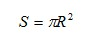 S = πR²